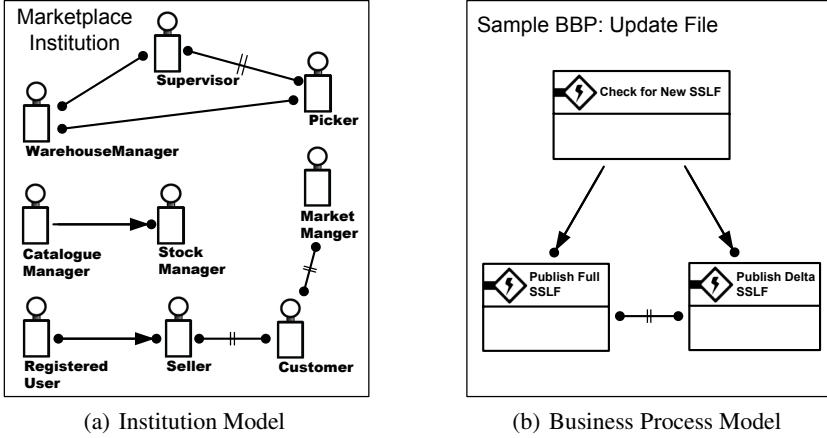 Marketplace
Institution
Supervisor
Picker
WarehouseManager
Market
Manger
Catalogue
Manager
Stock
Manager
Registered
User
Seller
Customer
(a) Institution Model
Sample BBP: Update File
Check for New SSLF
Publish Full
SSLF
Publish Delta
SSLF
(b) Business Process Model